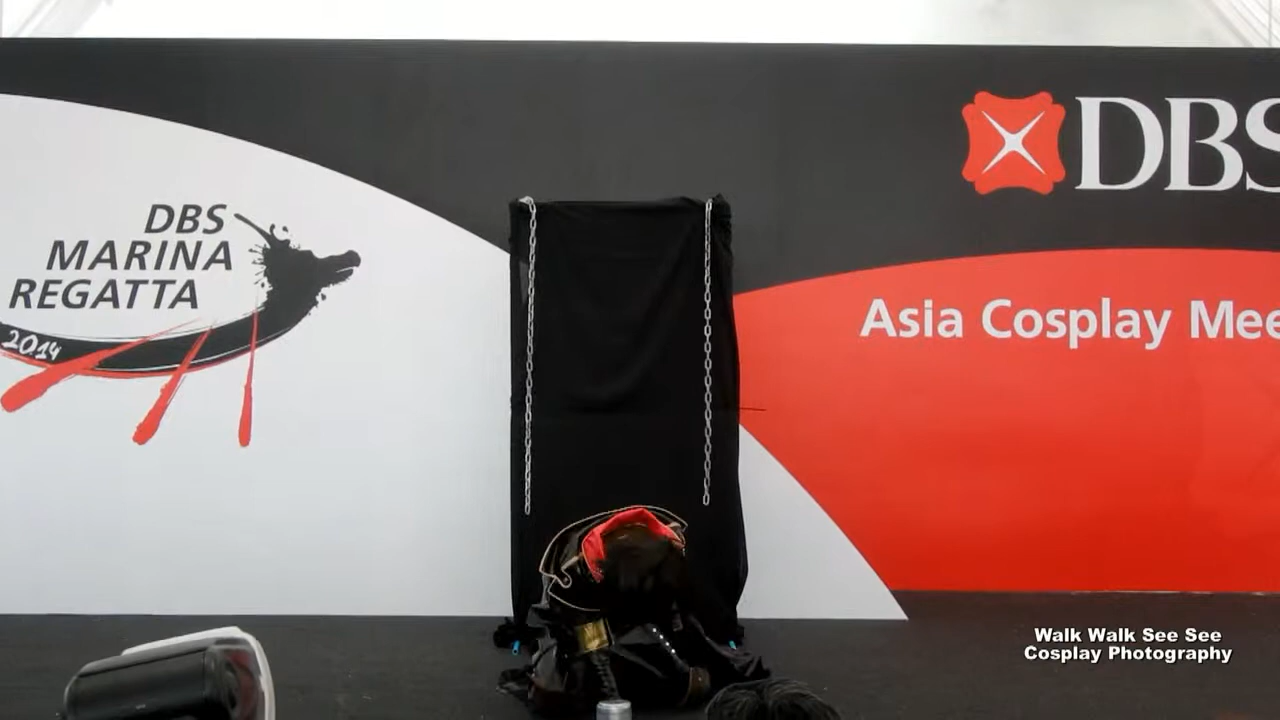 DBS
MARINA
REGATTA
2014
DBS
Asia Cosplay Mee
Walk Walk See See
Cosplay Photography